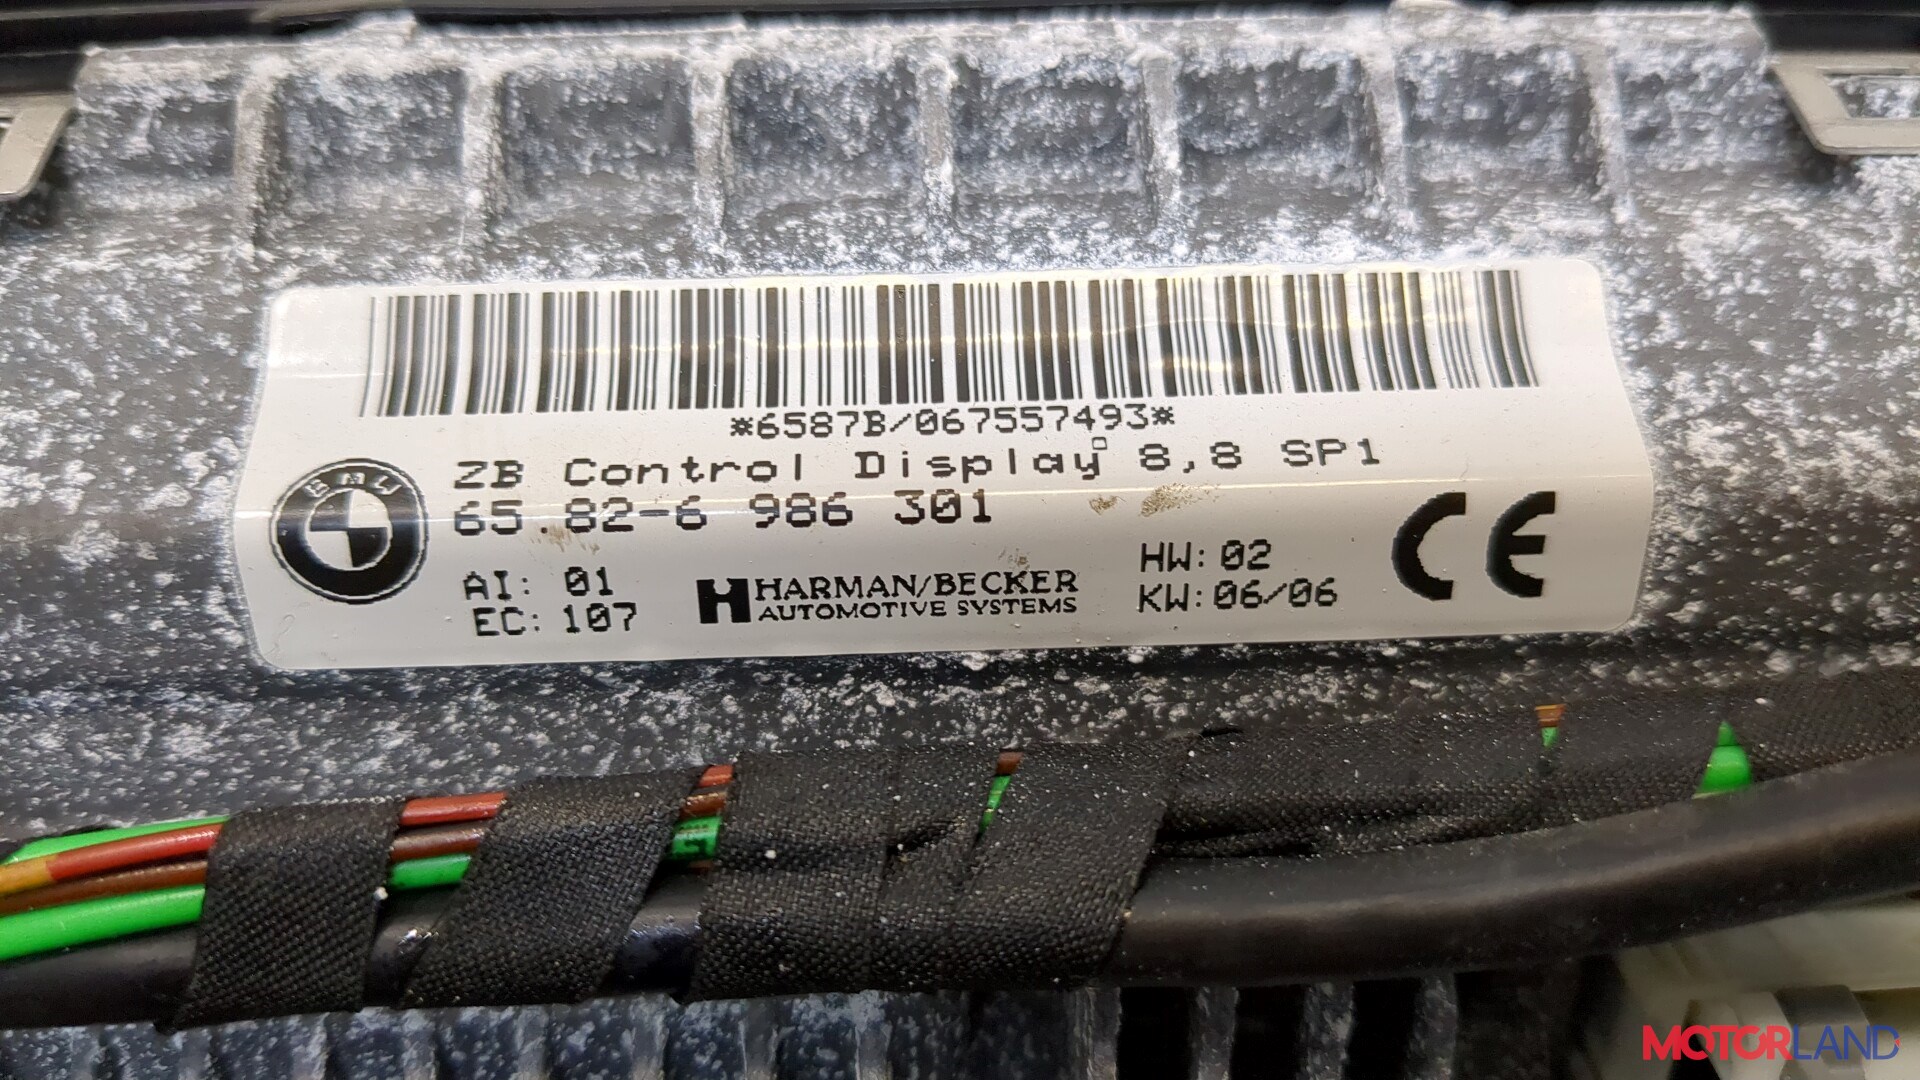 *6587B/067557493*
ZB Control Display 8,8 SP1
65.82-6 986 301
BMW
AI: 01
EC: 107
HARMAN/BECKER
AUTOMOTIVE SYSTEMS
HW: 02
KW: 06/06
CE
MOTORLAND